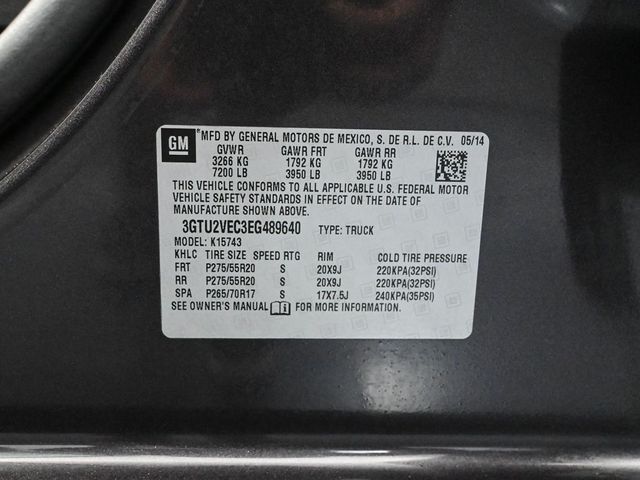 GM ® MFD BY GENERAL MOTORS DE MEXICO, S. DE R.L. DE C.V. 05/14
GVWR GAWR FRT GAWR RR
3266 KG 1792 KG 1792 KG
7200 LB 3950 LB 3950 LB
THIS VEHICLE CONFORMS TO ALL APPLICABLE U.S. FEDERAL MOTOR
VEHICLE SAFETY STANDARDS IN EFFECT ON THE DATE OF
MANUFACTURE SHOWN ABOVE.
3GTU2VEC3EG489640 TYPE: TRUCK
MODEL: K15743
KHLC TIRE SIZE SPEED RTG RIM COLD TIRE PRESSURE
FRT P275/55R20 S 20X9J 220KPA(32PSI)
RR P275/55R20 S 20X9J 220KPA(32PSI)
SPA P265/70R17 S 17X7.5J 240KPA(35PSI)
SEE OWNER'S MANUAL FOR MORE INFORMATION.